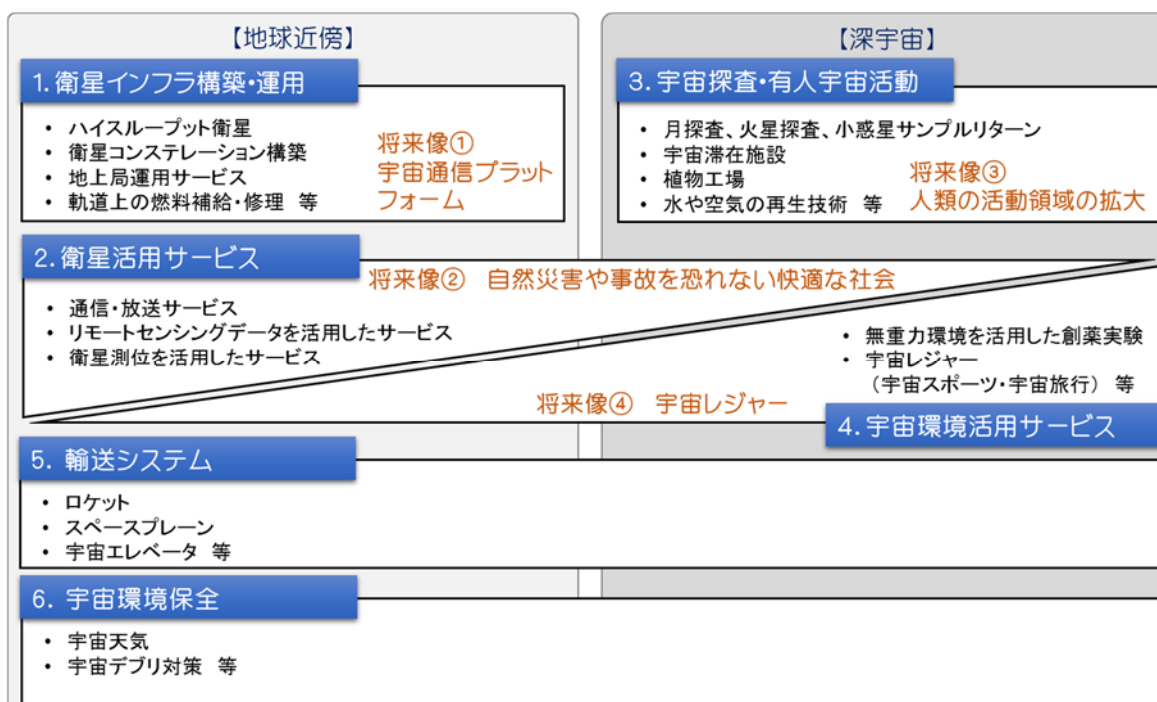 【地球近傍】
1.衛星インフラ構築・運用
・ ハイスループット衛星
・ 衛星コンステレーション構築
・ 地上局運用サービス
・ 軌道上の燃料補給・修理 等
将来像①
宇宙通信プラット
フォーム
【深宇宙】
3.宇宙探査・有人宇宙活動
・ 月探査、火星探査、小惑星サンプルリターン
・ 宇宙滞在施設
・ 植物工場
・ 水や空気の再生技術 等
将来像③
人類の活動領域の拡大
2.衛星活用サービス
将来像② 自然災害や事故を恐れない快適な社会
・ 通信・放送サービス
・ リモートセンシングデータを活用したサービス
・ 衛星測位を活用したサービス
・ 無重力環境を活用した創薬実験
・ 宇宙レジャー
（宇宙スポーツ・宇宙旅行） 等
将来像④ 宇宙レジャー
4.宇宙環境活用サービス
5. 輸送システム
・ ロケット
・ スペースプレーン
・ 宇宙エレベータ 等
6. 宇宙環境保全
・ 宇宙天気
・ 宇宙デブリ対策 等